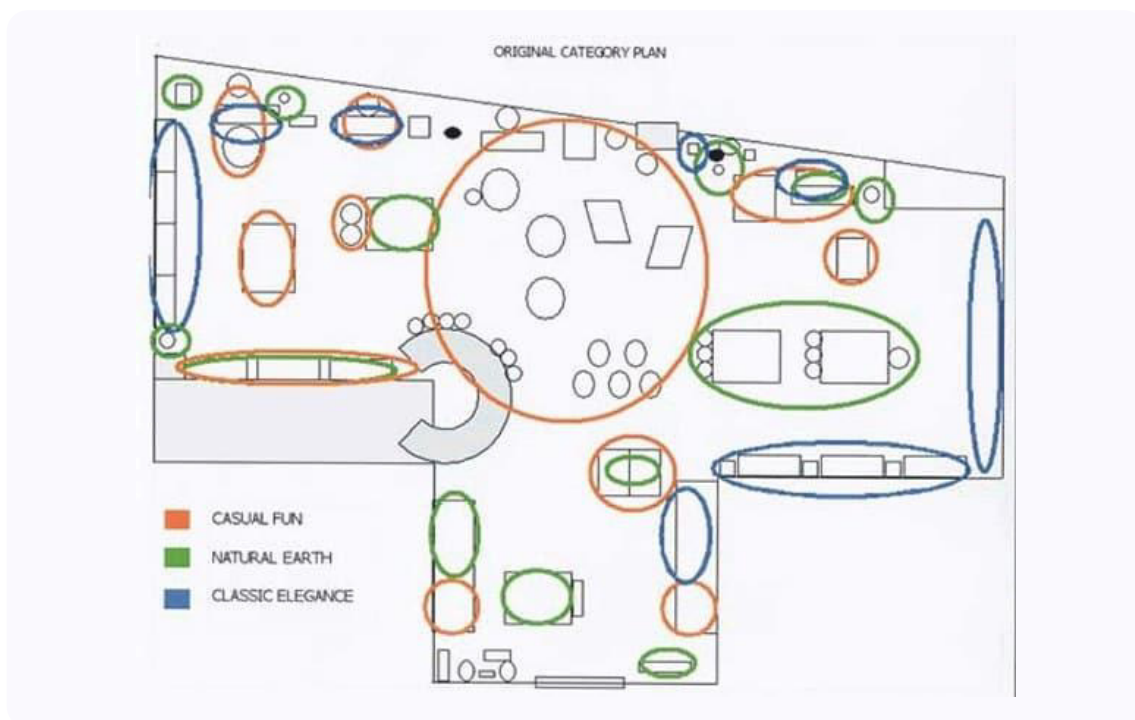 ORIGINAL CATEGORY PLAN
CASUAL FUN
NATURAL EARTH
CLASSIC ELEGANCE